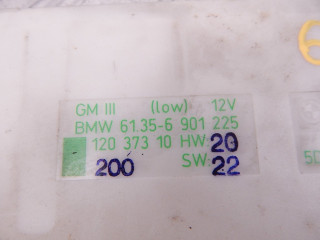 GM III (low) 12V
BMW 61.35-6 901 225
120 373 10 HW: 20
200 SW: 22